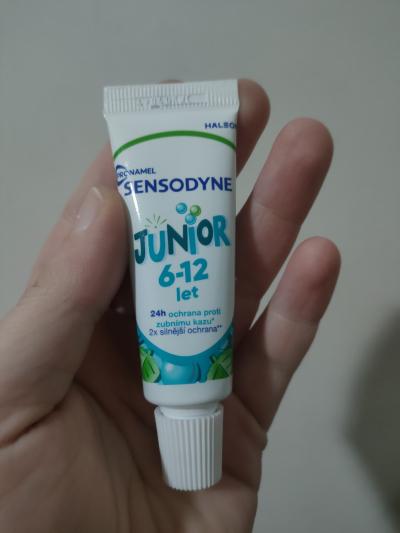 HALEON
PRONAMEL
SENSODYNE
JUNIOR
6-12
let
24h ochrana proti
zubnímu kazu*
2x silnější ochrana**